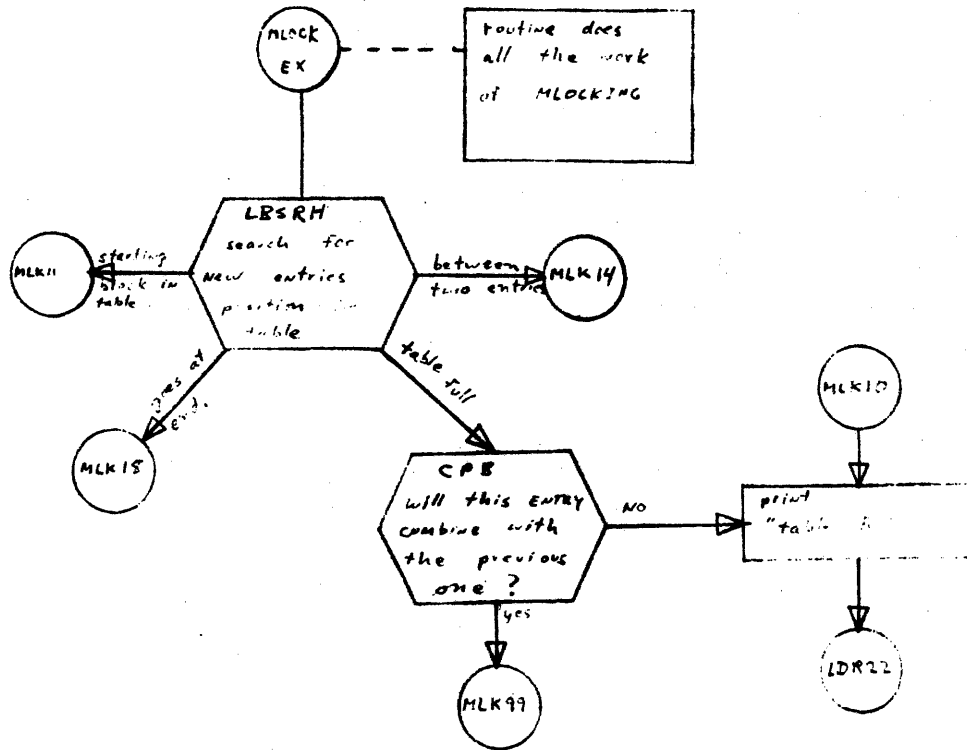 MLOCK
EX
routine does
all the work
of MLOCKING
LBSRH
search for
new entries
position
table
starting
block in
table
MLK11
between
two entries
MLK14
goes at
end.
MLK18
table full
CPB
will this ENTRY
combine with
the previous
one?
NO
yes
MLK99
MLK10
print
"table
LDR22